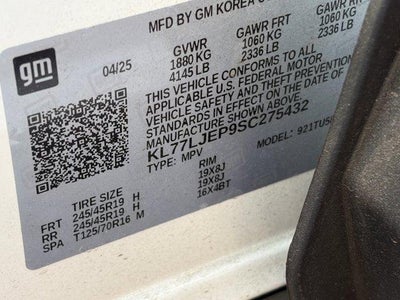 MFD BY GM KOREA
gm
04/25
GVWR
1880 KG
4145 LB
GAWR FRT
1060 KG
2336 LB
GAWR
1060 KG
2336 LB
THIS VEHICLE CONFORMS TO ALL
APPLICABLE U.S. FEDERAL MOTOR
VEHICLE SAFETY AND THEFT PREVENTION
STANDARDS IN EFFECT ON THE DATE OF
MANUFACTURE SHOWN ABOVE.
KL77LJEP9SC275432
TYPE: MPV
921TU5
TIRE SIZE RIM
FRT 245/45R19 H 19X8J
RR 245/45R19 H 19X8J
SPA T125/70R16 M 16X4BT